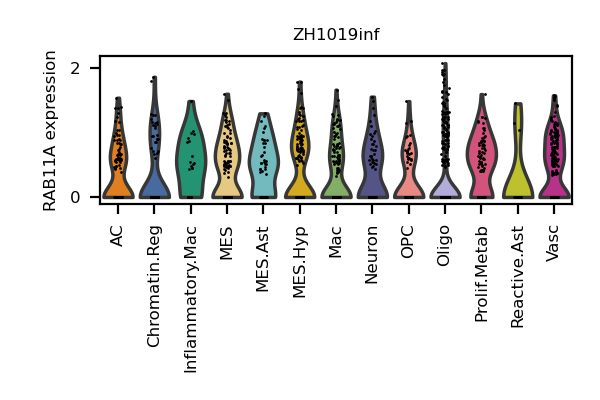 ZH1019inf
RAB11A expression
2
0
AC
Chromatin.Reg
Inflammatory.Mac
MES
MES.Ast
MES.Hyp
Mac
Neuron
OPC
Oligo
Prolif.Metab
Reactive.Ast
Vasc